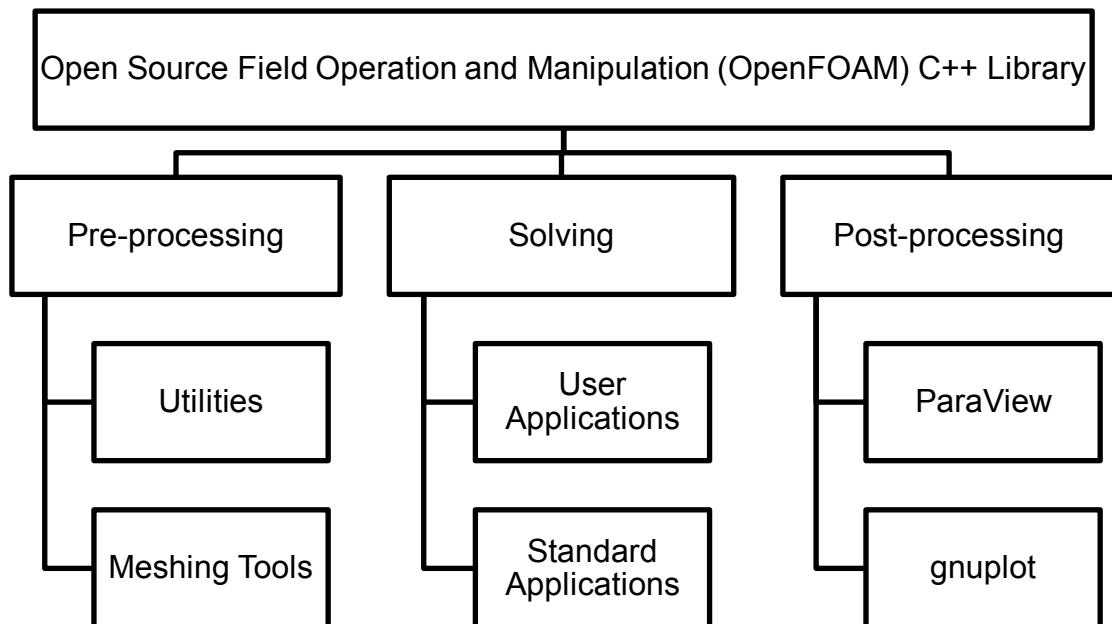 Open Source Field Operation and Manipulation (OpenFOAM) C++ Library
Pre-processing
Solving
Post-processing
Utilities
User
Applications
ParaView
Meshing Tools
Standard
Applications
gnuplot